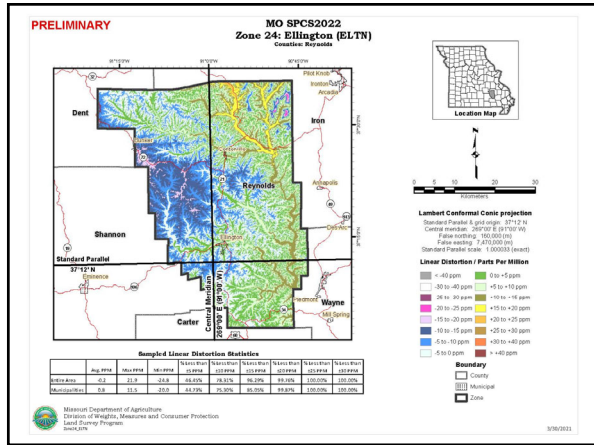 PRELIMINARY
MO SPCS2022
Zone 24: Ellington (ELTN)
Counties: Reynolds
91°0'0"W
Pilot Knob
Ironton
Arcadia
Dent
Iron
Location Map
Bunker
Centerville
Reynolds
Annapolis
Kilometers
Shannon
Des Arc
Lambert Conformal Conic projection
Standard Parallel & grid origin: 37°12' N
Central meridian: 269°00' E (91°00' W)
False northing: 160,000 (m)
False easting: 7,470,000 (m)
Standard Parallel scale: 1.000033 (exact)
Ellington
Standard Parallel
37°12' N
Eminence
Central Meridian
269°00' E (91°00' W)
Linear Distortion / Parts Per Million
< -40 ppm
0 to +5 ppm
-30 to -40 ppm
+5 to +10 ppm
-25 to -30 ppm
+10 to +15 ppm
-20 to -25 ppm
+15 to +20 ppm
-15 to -20 ppm
+20 to +25 ppm
-10 to -15 ppm
+25 to +30 ppm
-5 to -10 ppm
+30 to +40 ppm
-5 to 0 ppm
> +40 ppm
Piedmont
Wayne
Mill Spring
Carter
Boundary
County
Municipal
Zone
Sampled Linear Distortion Statistics
Avg. PPM Max PPM Min PPM % Less Than ±5 PPM % Less Than ±10 PPM % Less Than ±15 PPM % Less Than ±20 PPM % Less Than ±25 PPM % Less Than ±30 PPM
Entire Area -0.2 21.9 -24.8 46.45% 78.31% 96.29% 99.76% 100.00% 100.00%
Municipalities 0.8 11.5 -20.0 44.73% 99.87% 100.00% 100.00%
Missouri Department of Agriculture
Division of Weights, Measures and Consumer Protection
Land Survey Program
Zone24_ELTN
3/30/2021